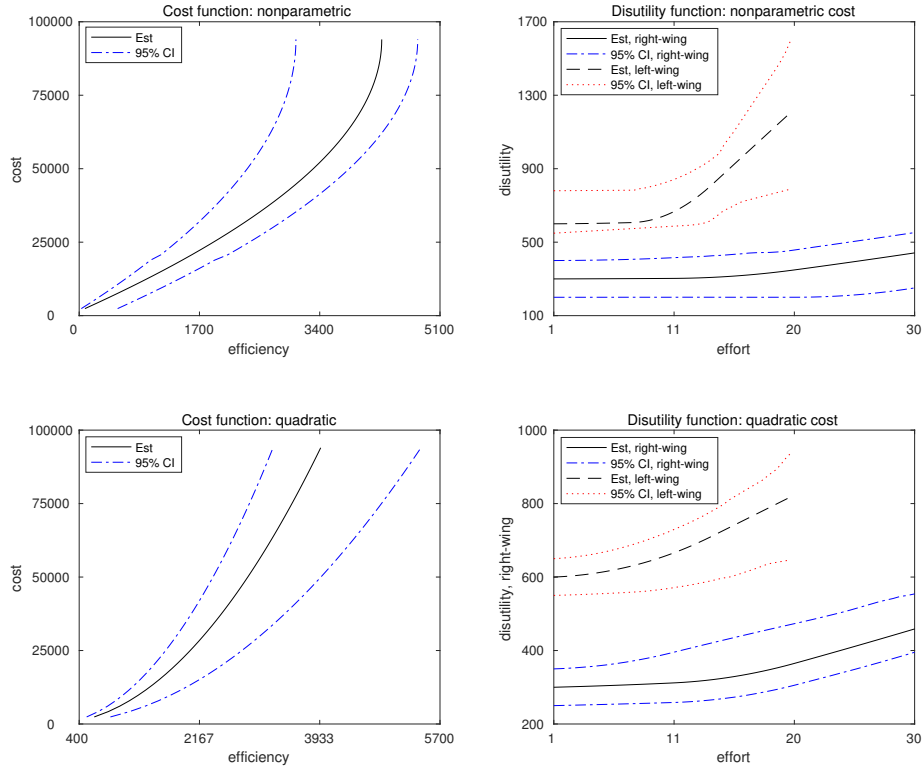 Cost function: nonparametric
Est
95% CI
100000
75000
50000
25000
0
cost
0 1700 3400 5100
efficiency
Disutility function: nonparametric cost
Est, right-wing
95% CI, right-wing
Est, left-wing
95% CI, left-wing
1700
1300
900
500
100
disutility
1 11 20 30
effort
Cost function: quadratic
Est
95% CI
100000
75000
50000
25000
0
cost
400 2167 3933 5700
efficiency
Disutility function: quadratic cost
Est, right-wing
95% CI, right-wing
Est, left-wing
95% CI, left-wing
1000
800
600
400
200
disutility, right-wing
1 11 20 30
effort